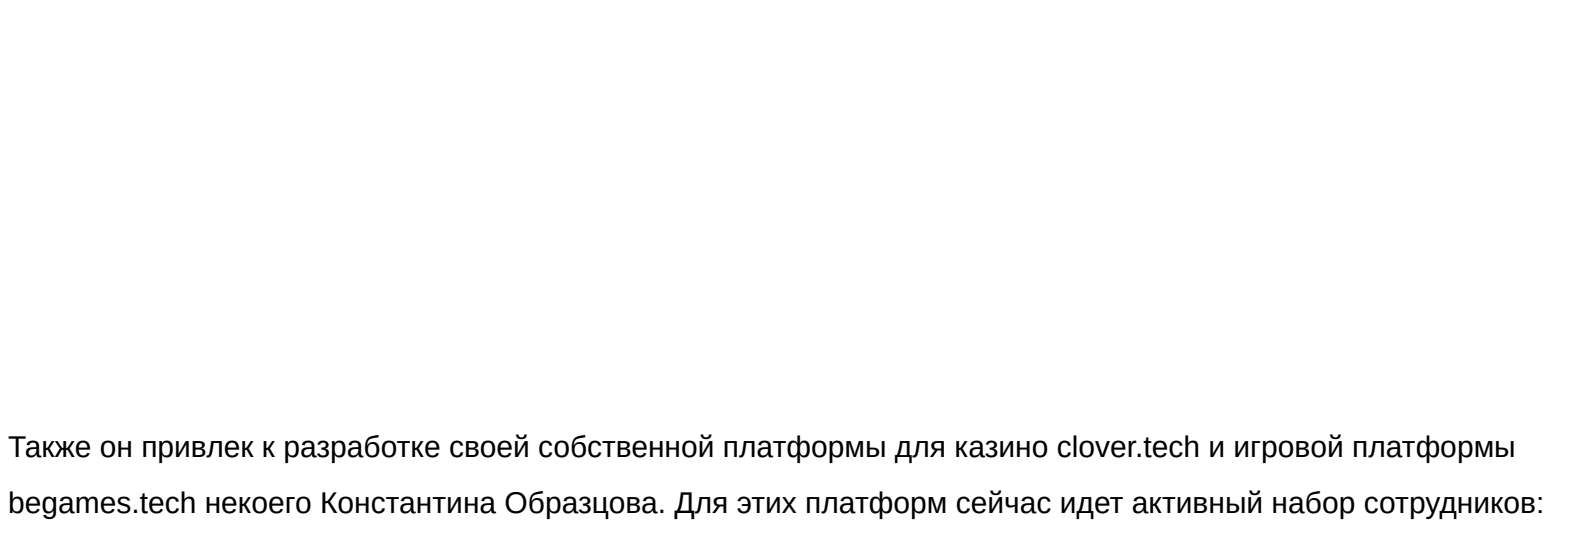 Также он привлек к разработке своей собственной платформы для казино clover.tech и игровой платформы
begames.tech некоего Константина Образцова. Для этих платформ сейчас идет активный набор сотрудников: